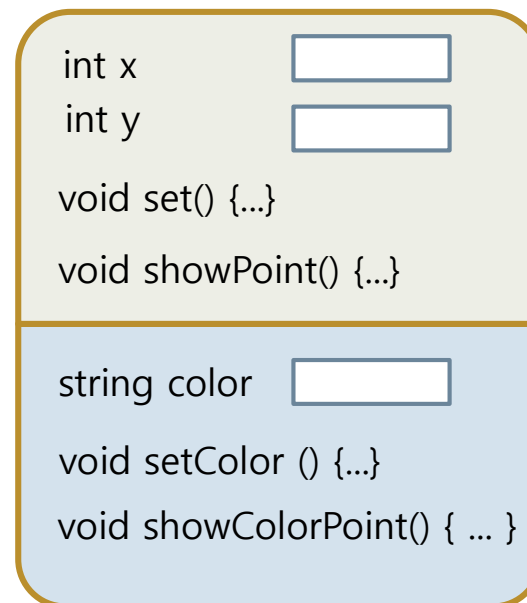 int x
int y
void set() {...}
void showPoint() {...}
string color
void setColor () {...}
void showColorPoint() { ... }